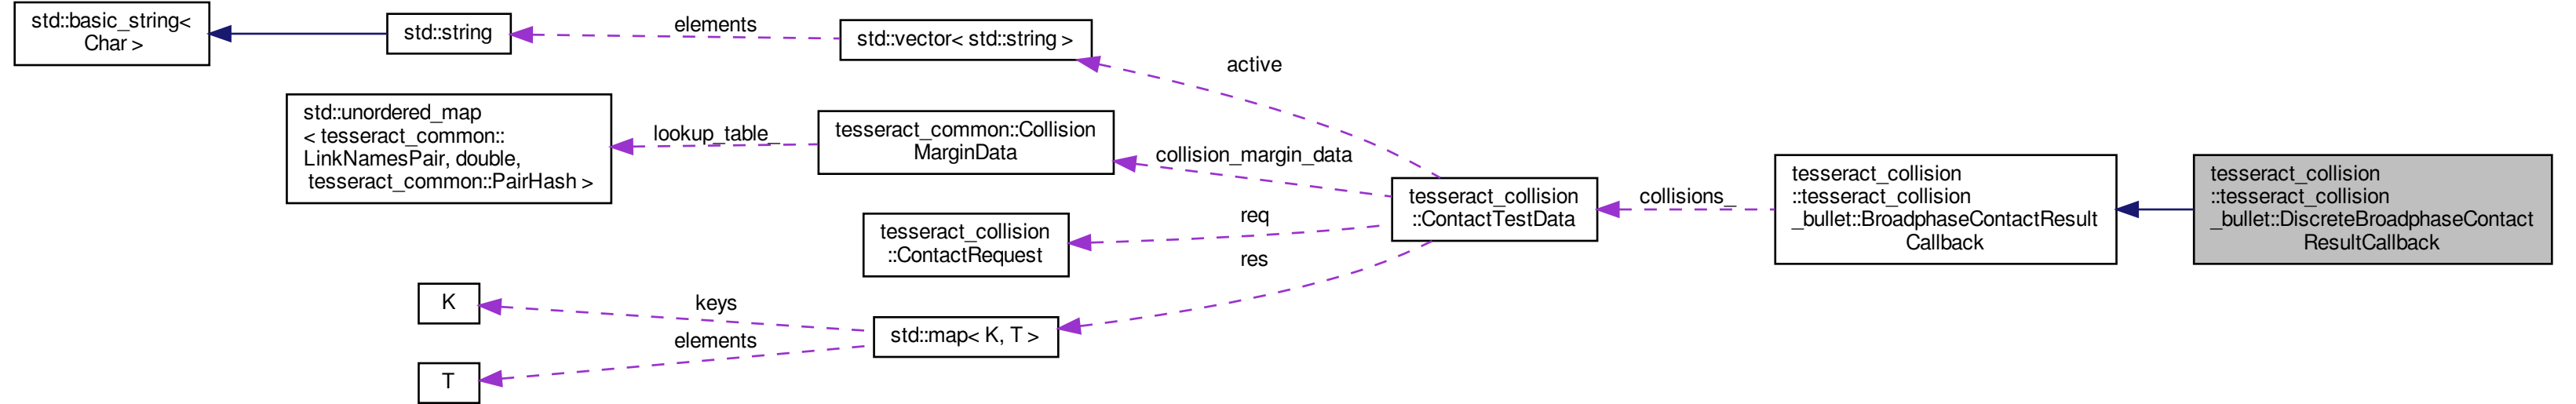 std::basic_string<
Char >
std::string
elements
std::vector< std::string >
active
std::unordered_map
< tesseract_common::
LinkNamesPair, double,
tesseract_common::PairHash >
lookup_table_
tesseract_common::Collision
MarginData
collision_margin_data
tesseract_collision
::ContactRequest
req
res
tesseract_collision
::ContactTestData
collisions_
tesseract_collision
::tesseract_collision
_bullet::BroadphaseContactResult
Callback
tesseract_collision
::tesseract_collision
_bullet::DiscreteBroadphaseContact
ResultCallback
K
keys
std::map< K, T >
elements
T